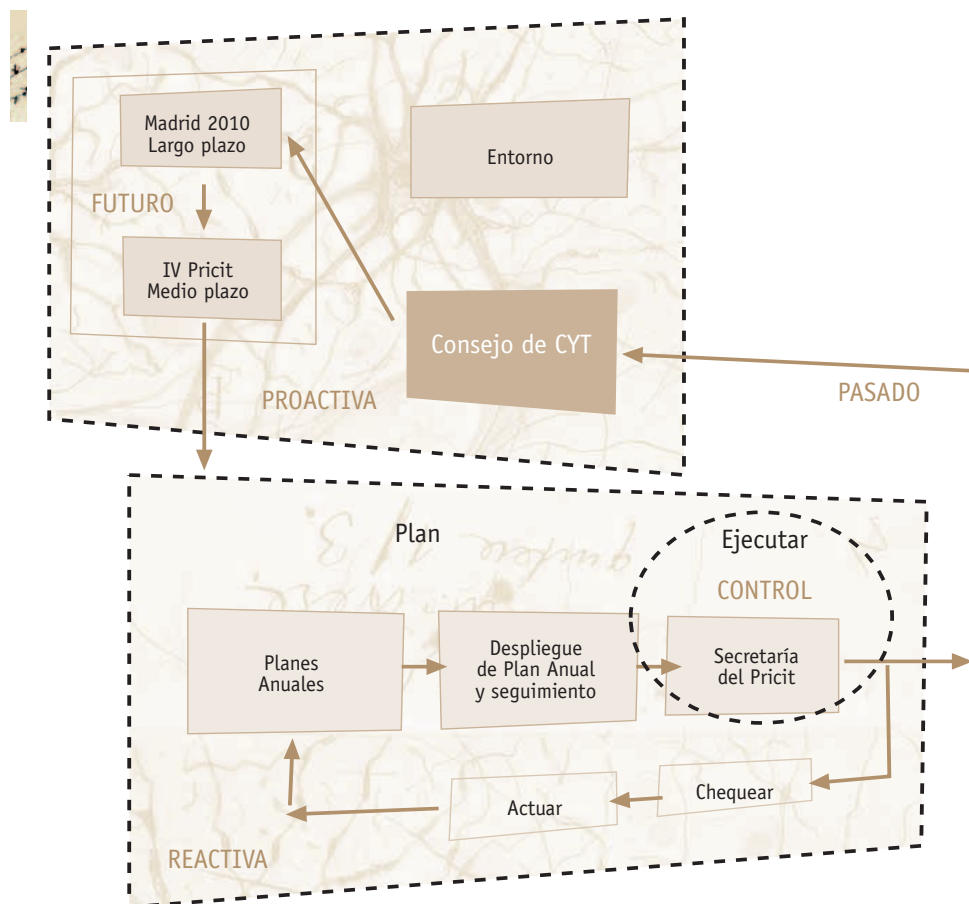 Madrid 2010
Largo plazo
Entorno
FUTURO
IV Pricit
Medio plazo
Consejo de CYT
PROACTIVA
PASADO
Plan
Ejecutar
CONTROL
Planes
Anuales
Despliegue
de Plan Anual
y seguimiento
Secretaría
del Pricit
Chequear
Actuar
REACTIVA